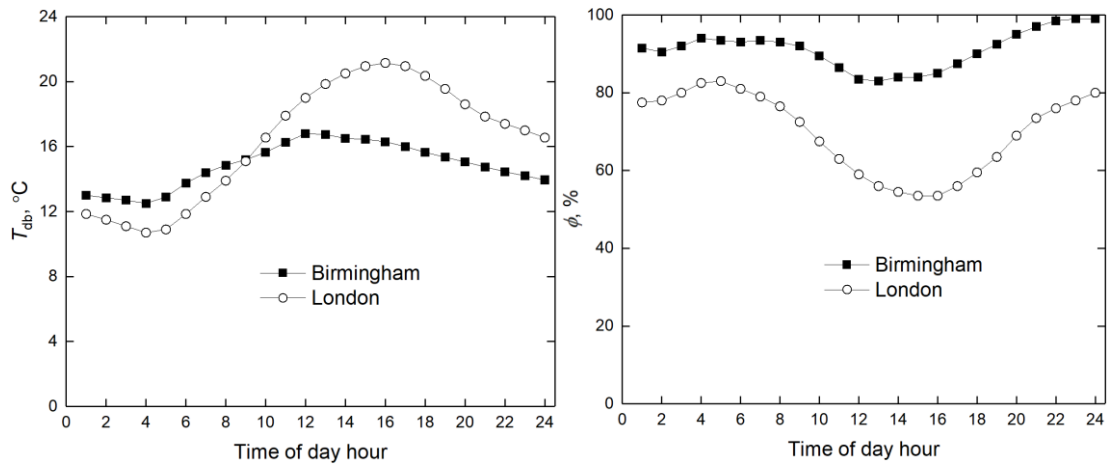 24
20
16
12
8
4
0
T_db, °C
Birmingham
London
0 2 4 6 8 10 12 14 16 18 20 22 24
Time of day hour
100
80
60
40
20
0
ϕ, %
Birmingham
London
0 2 4 6 8 10 12 14 16 18 20 22 24
Time of day hour